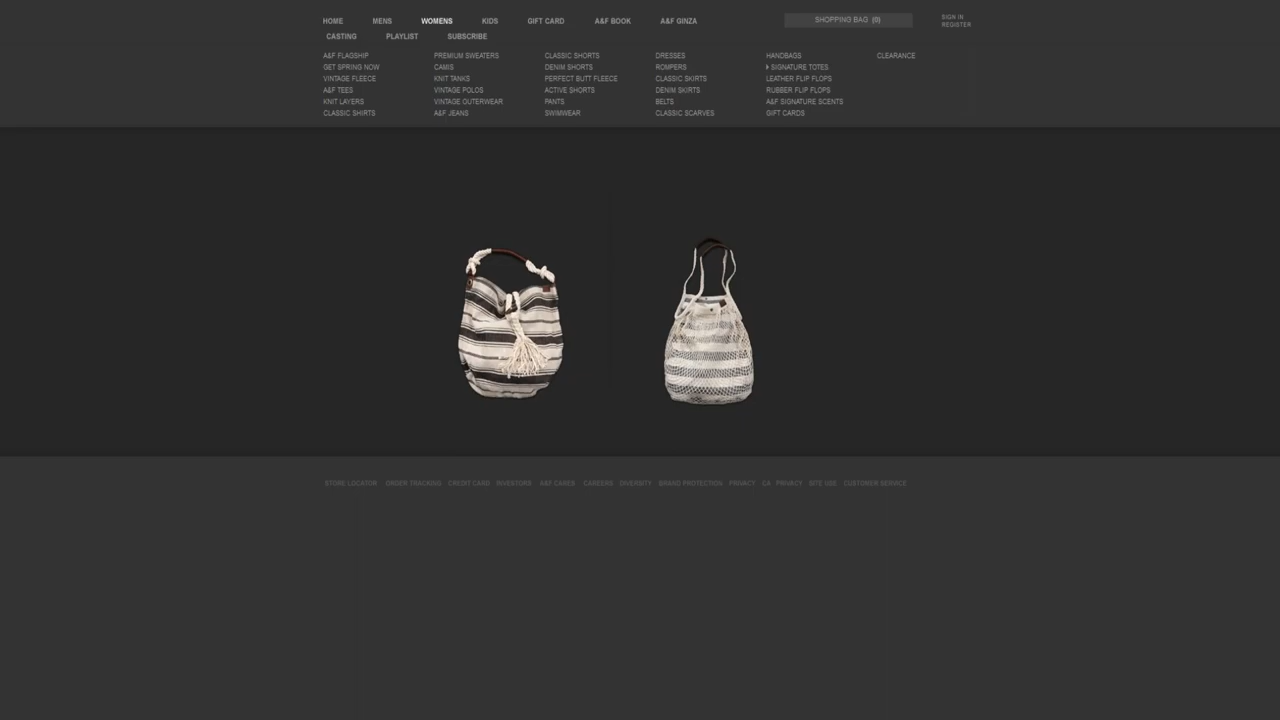 HOME MENS WOMENS KIDS GIFT CARD A&F BOOK A&F GINZA SHOPPING BAG (0) SIGN IN
REGISTER
CASTING PLAYLIST SUBSCRIBE
A&F FLAGSHIP PREMIUM SWEATERS CLASSIC SHORTS DRESSES HANDBAGS CLEARANCE
GET SPRING NOW CAMIS DENIM SHORTS ROMPERS SIGNATURE TOTES
VINTAGE FLEECE KNIT TANKS PERFECT BUTT FLEECE CLASSIC SKIRTS LEATHER FLIP FLOPS
A&F TEES VINTAGE POLOS ACTIVE SHORTS DENIM SKIRTS RUBBER FLIP FLOPS
KNIT LAYERS VINTAGE OUTERWEAR PANTS BELTS A&F SIGNATURE SCENTS
CLASSIC SHIRTS A&F JEANS SWIMWEAR CLASSIC SCARVES GIFT CARDS
STORE LOCATOR ORDER TRACKING CREDIT CARD INVESTORS A&F CARES CAREERS DIVERSITY BRAND PROTECTION PRIVACY CA PRIVACY SITE USE CUSTOMER SERVICE